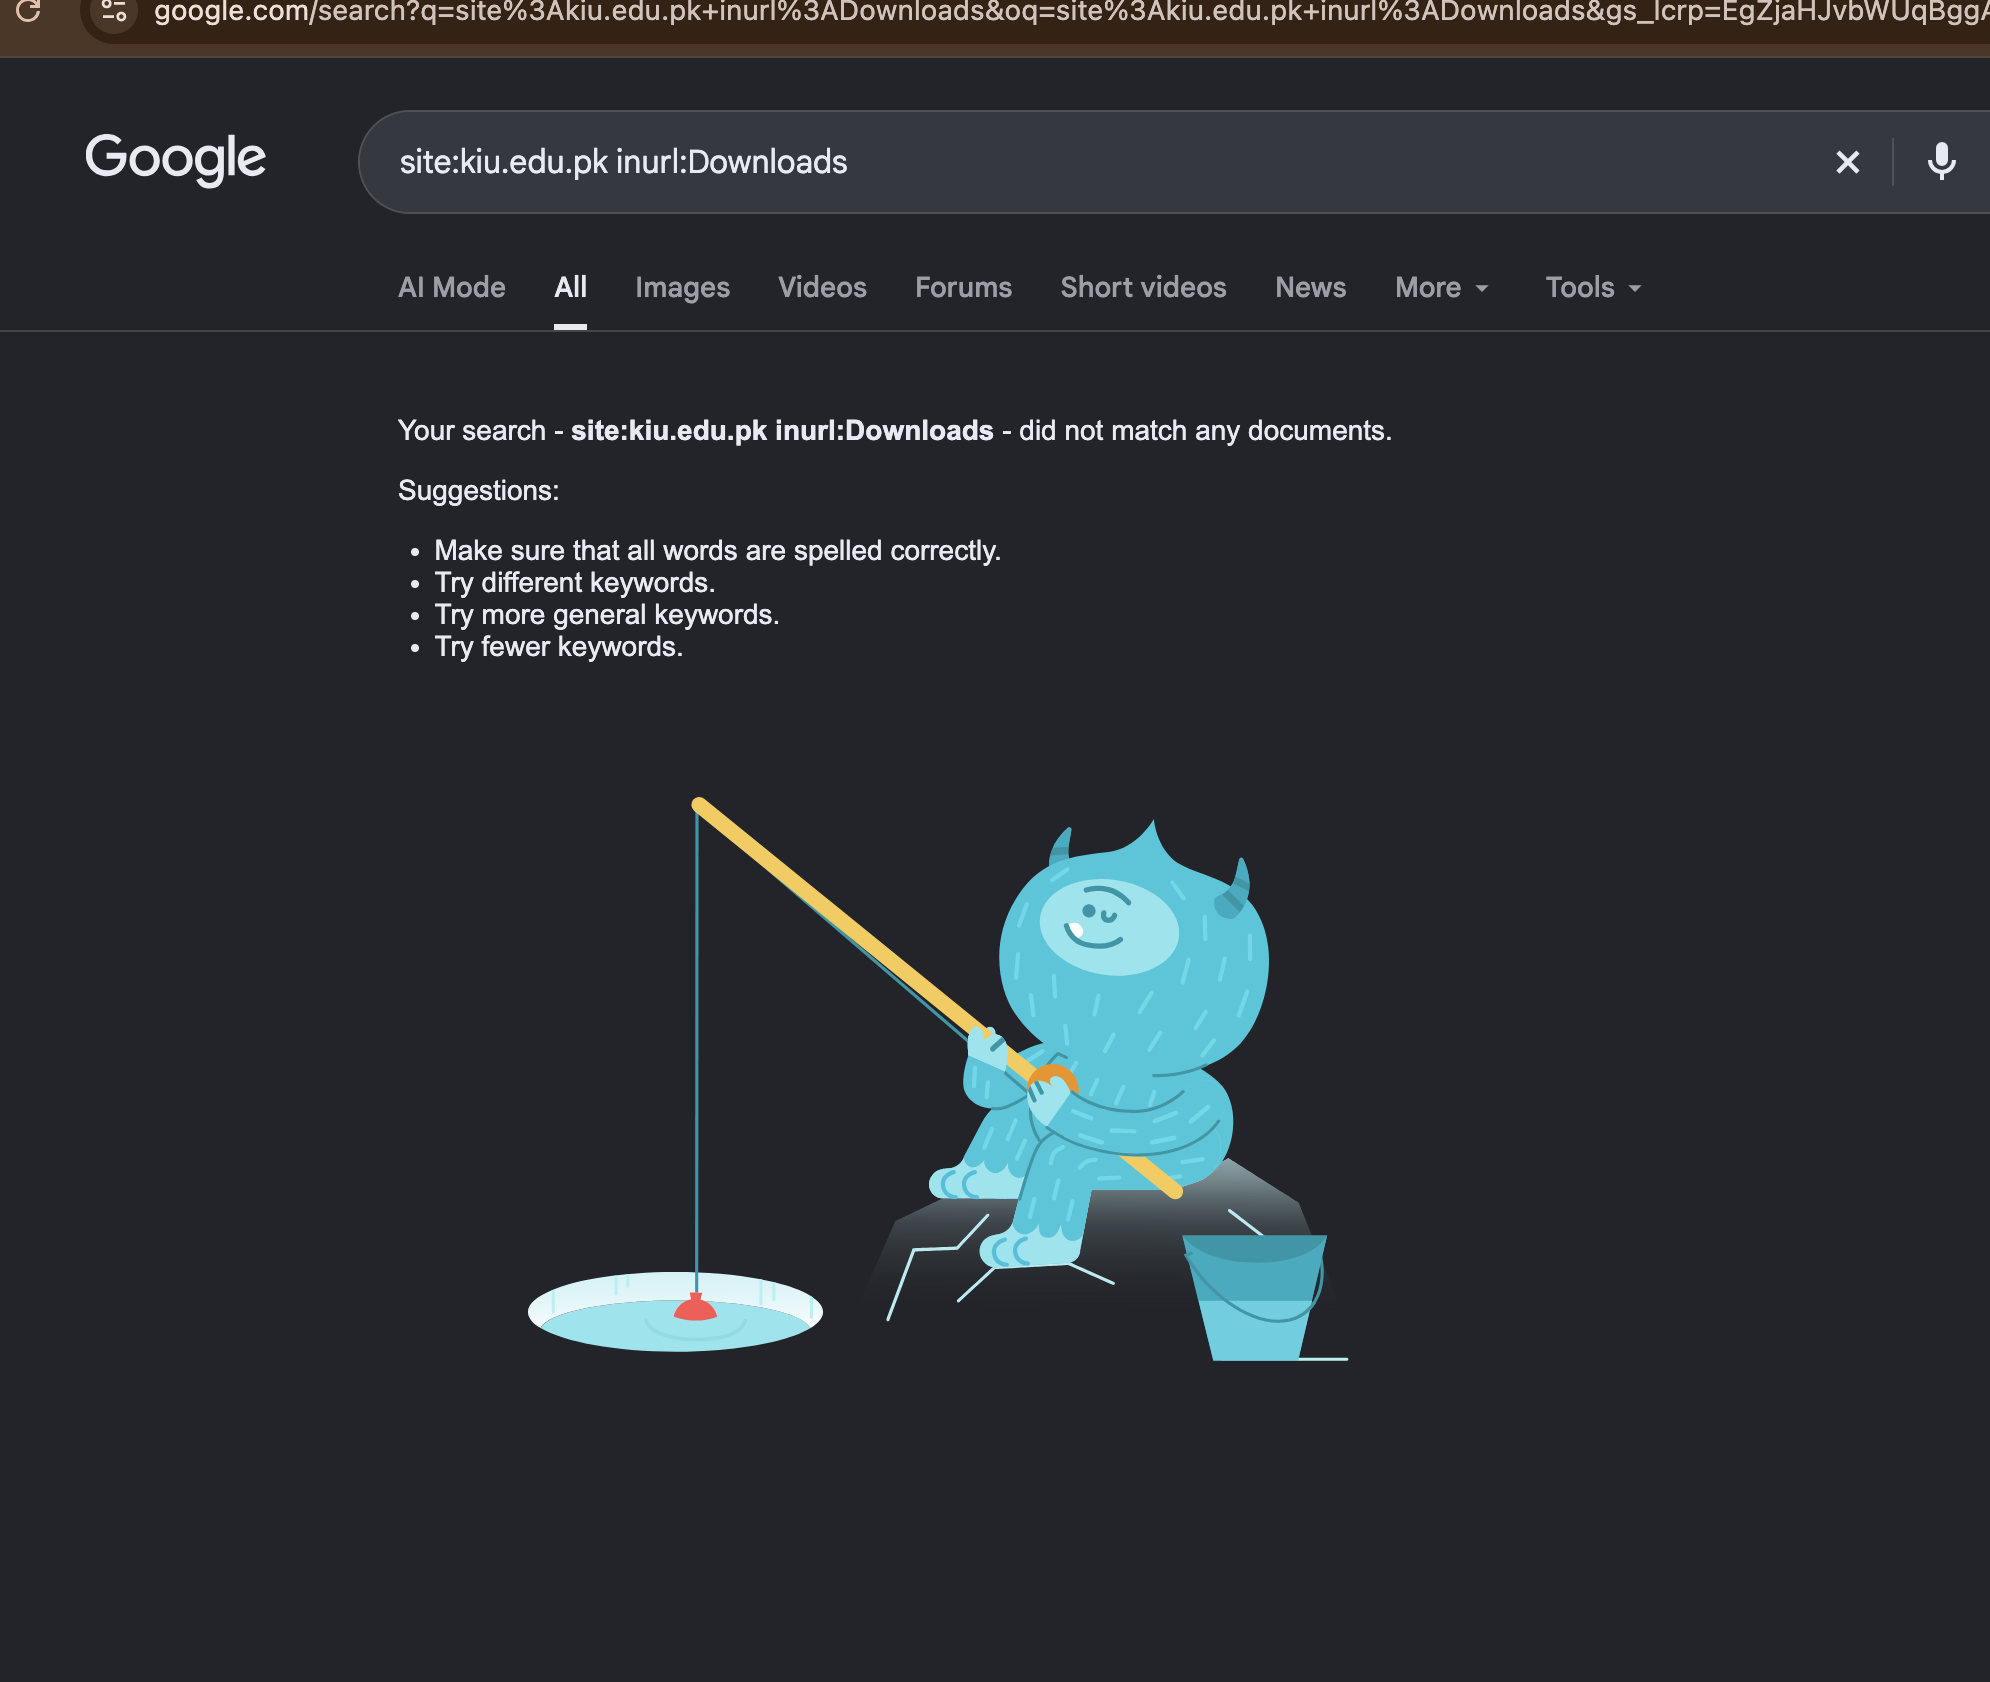 google.com/search?q=site%3Akiu.edu.pk+inurl%3ADownloads&oq=site%3Akiu.edu.pk+inurl%3ADownloads&gs_lcrp=EgZjaHJvbWUqBggA
Google
site:kiu.edu.pk inurl:Downloads
AI Mode All Images Videos Forums Short videos News More Tools
Your search - site:kiu.edu.pk inurl:Downloads - did not match any documents.
Suggestions:
• Make sure that all words are spelled correctly.
• Try different keywords.
• Try more general keywords.
• Try fewer keywords.